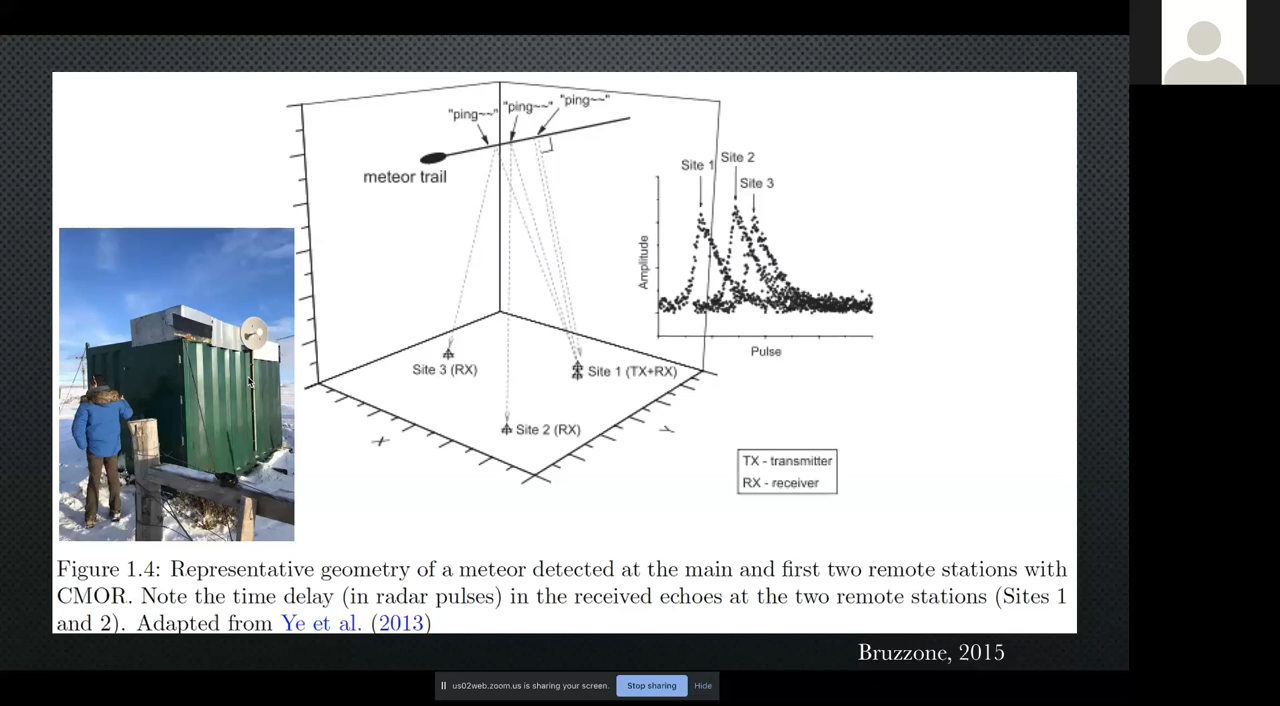 "ping~~"
"ping~~"
"ping~~"
meteor trail
Site 1
Site 2
Site 3
Amplitude
Pulse
Site 3 (RX)
Site 1 (TX+RX)
Site 2 (RX)
X
Y
TX - transmitter
RX - receiver
Figure 1.4: Representative geometry of a meteor detected at the main and first two remote stations with
CMOR. Note the time delay (in radar pulses) in the received echoes at the two remote stations (Sites 1
and 2). Adapted from Ye et al. (2013)
Bruzzone, 2015
us02web.zoom.us is sharing your screen.
Stop sharing
Hide